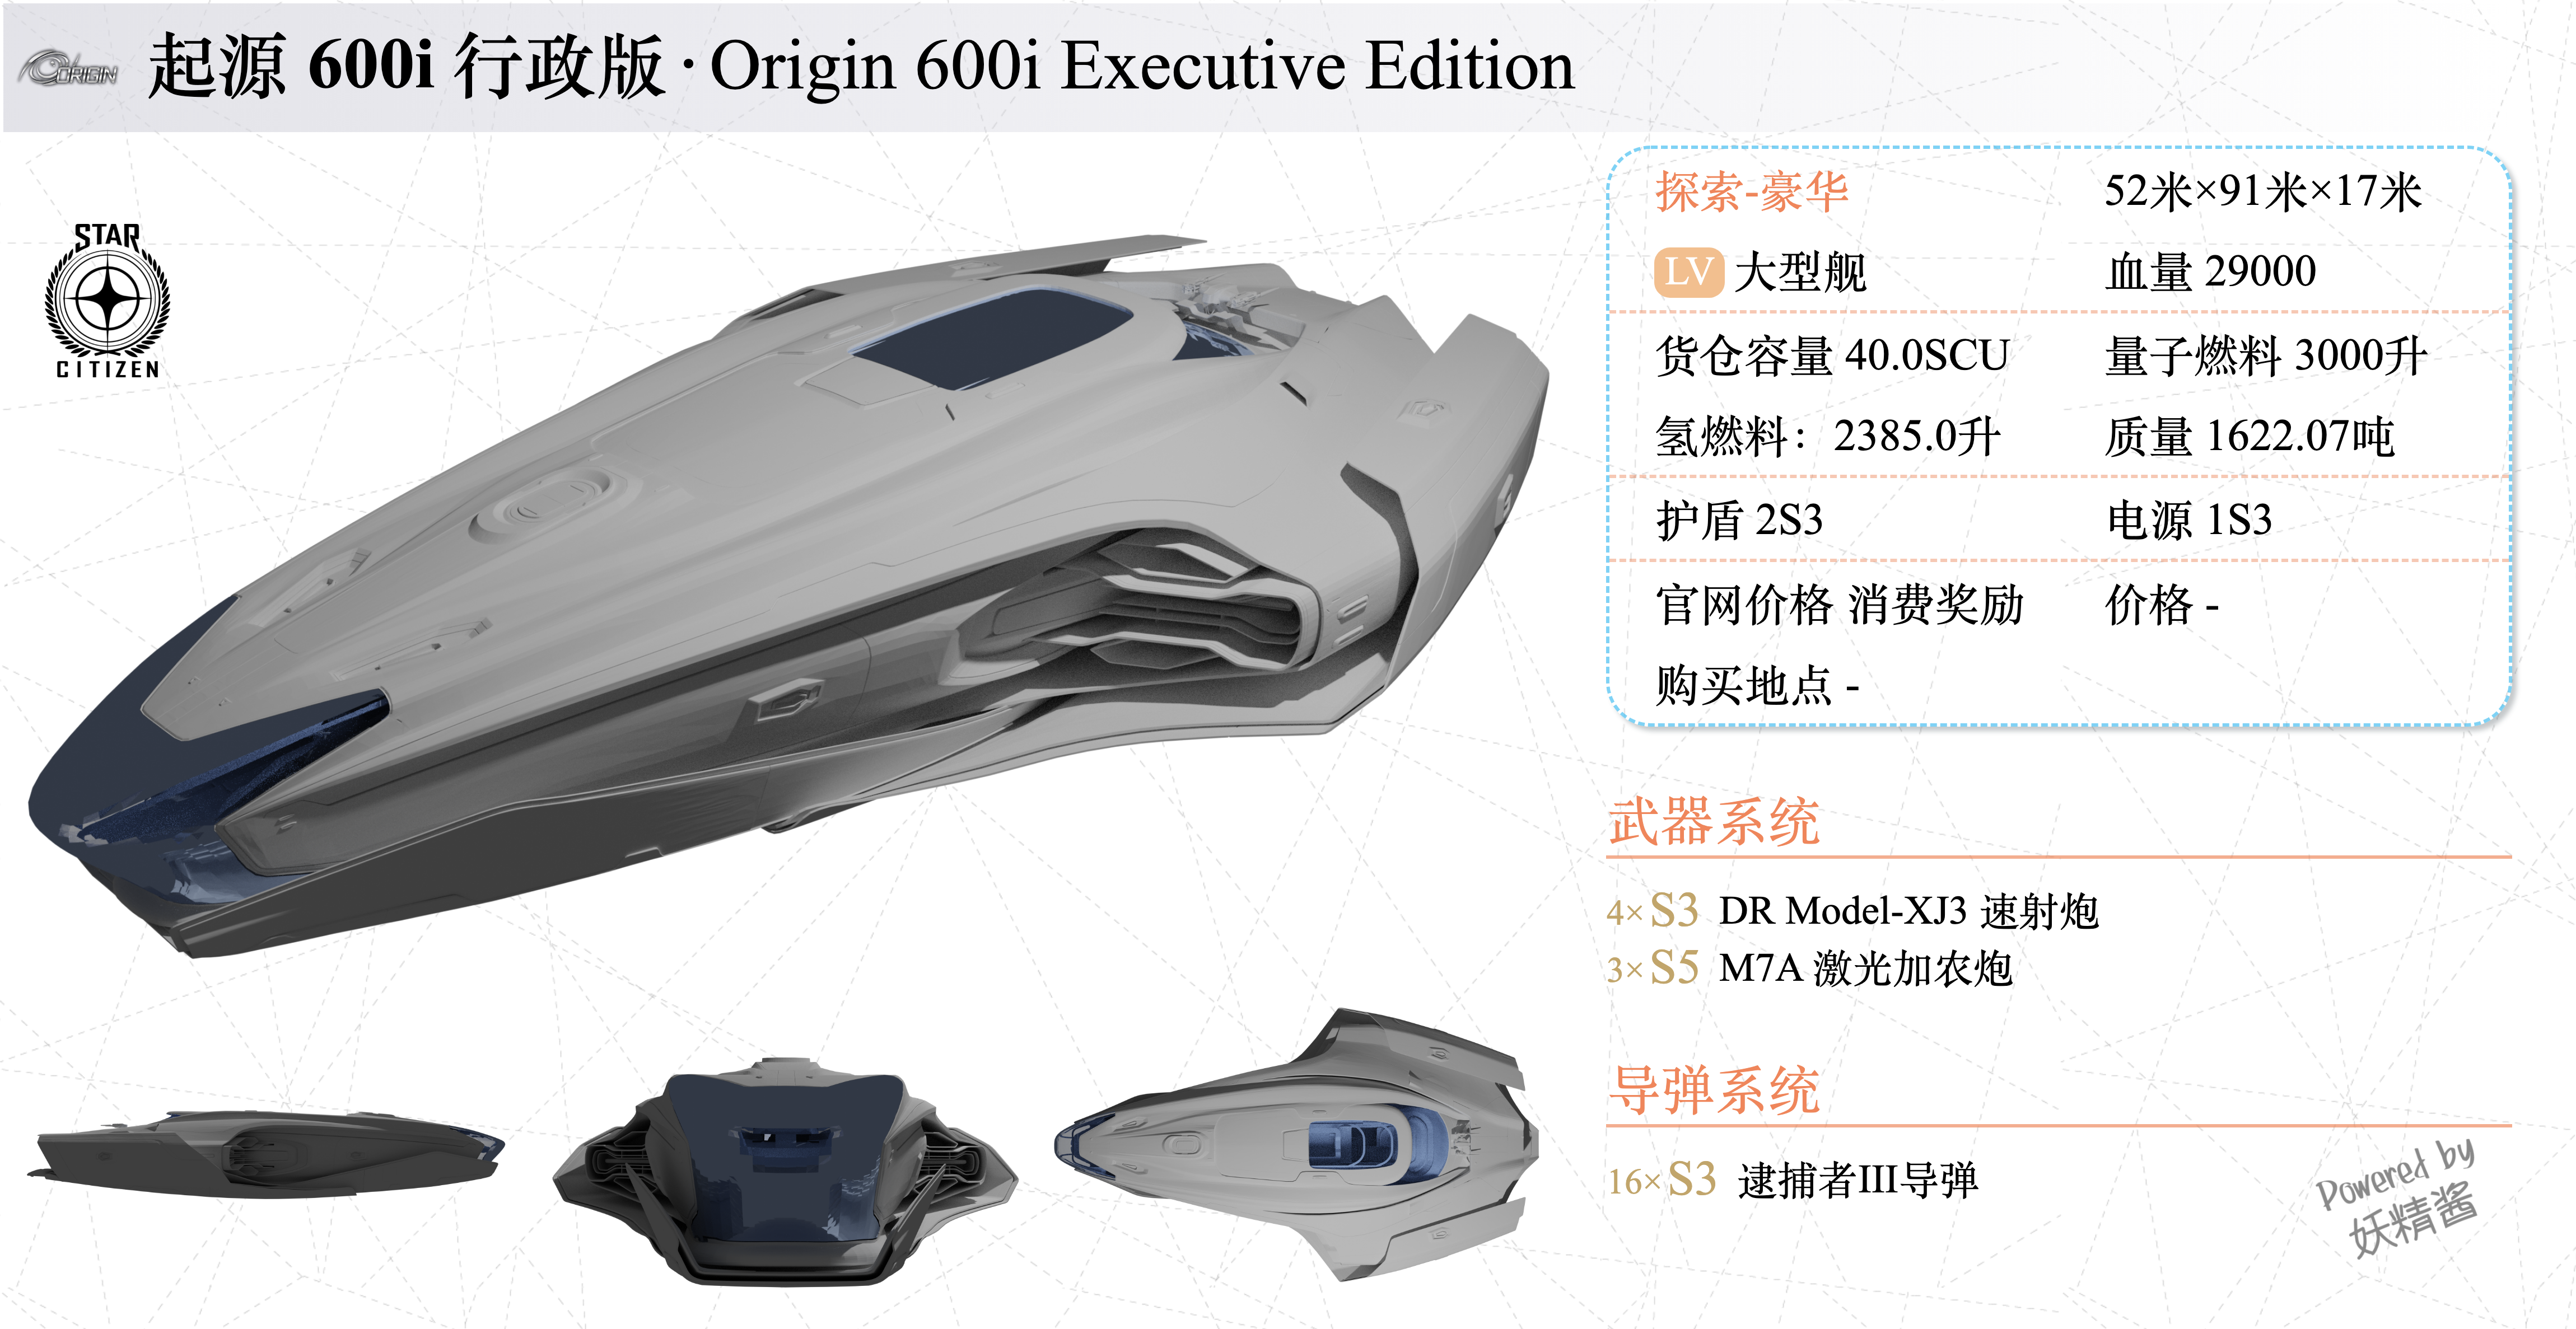 ORIGIN
起源 600i 行政版·Origin 600i Executive Edition
STAR
CITIZEN
探索-豪华 52米×91米×17米
LV 大型舰 血量 29000
货仓容量 40.0SCU 量子燃料 3000升
氢燃料：2385.0升 质量 1622.07吨
护盾 2S3 电源 1S3
官网价格 消费奖励 价格 -
购买地点 -
武器系统
4× S3 DR Model-XJ3 速射炮
3× S5 M7A 激光加农炮
导弹系统
16× S3 逮捕者III导弹
Powered by
妖精酱